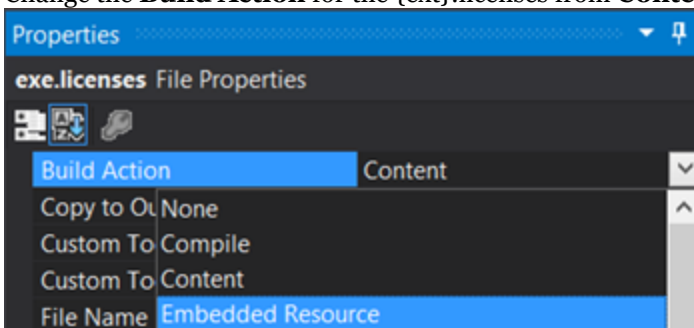 Change the Build Action for the {ext}.licenses from Conte
Properties
exe.licenses File Properties
Build Action Content
Copy to Ou None
Custom To Compile
Custom To Content
File Name Embedded Resource